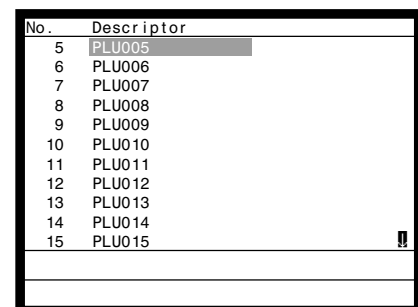 No. Descriptor
5 PLU005
6 PLU006
7 PLU007
8 PLU008
9 PLU009
10 PLU010
11 PLU011
12 PLU012
13 PLU013
14 PLU014
15 PLU015